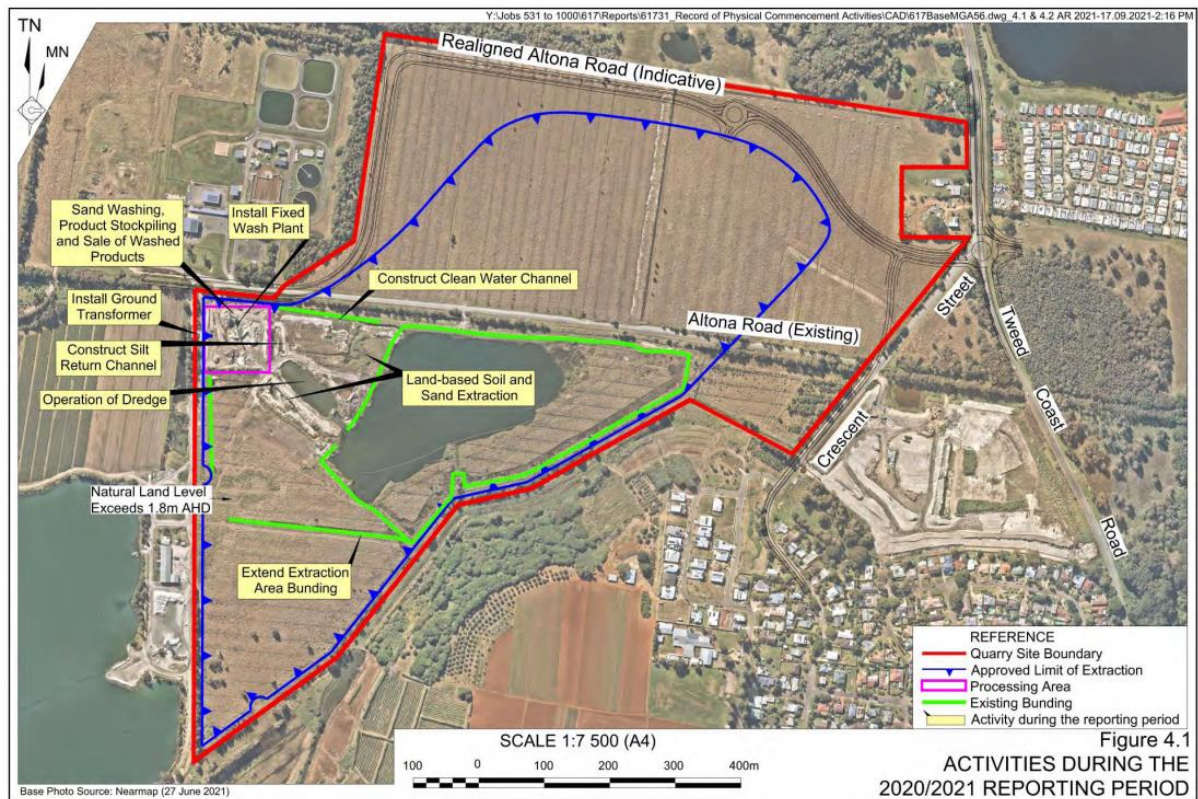 Y:\Jobs 531 to 1000\617\Reports\61731_Record of Physical Commencement Activities\CAD\617BaseMGA56.dwg_4.1 & 4.2 AR 2021-17.09.2021-2:16 PM
TN
MN
Realigned Altona Road (Indicative)
Sand Washing,
Product Stockpiling
and Sale of Washed
Products
Install Fixed
Wash Plant
Construct Clean Water Channel
Install Ground
Transformer
Construct Silt
Return Channel
Operation of Dredge
Land-based Soil and
Sand Extraction
Altona Road (Existing)
Street
Crescent
Tweed
Coast
Road
Natural Land Level
Exceeds 1.8m AHD
Extend Extraction
Area Bunding
REFERENCE
Quarry Site Boundary
Approved Limit of Extraction
Processing Area
Existing Bunding
Activity during the reporting period
SCALE 1:7 500 (A4)
100 0 100 200 300 400m
Figure 4.1
ACTIVITIES DURING THE
2020/2021 REPORTING PERIOD
Base Photo Source: Nearmap (27 June 2021)